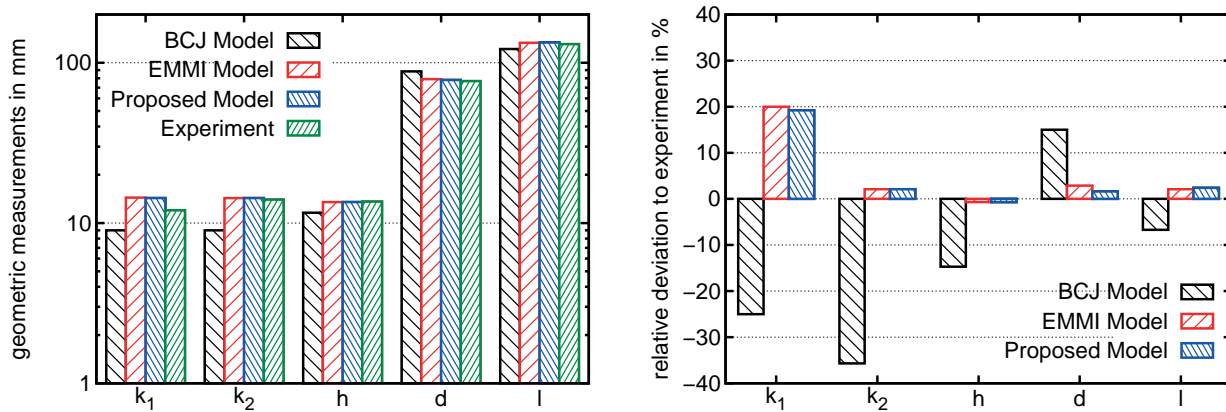 geometric measurements in mm
100
10
1
BCJ Model
EMMI Model
Proposed Model
Experiment
k1 k2 h d l
relative deviation to experiment in %
40
30
20
10
0
−10
−20
−30
−40
BCJ Model
EMMI Model
Proposed Model
k1 k2 h d l